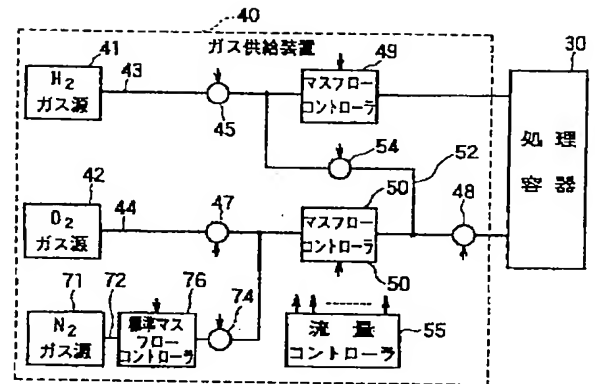 40
ガス供給装置
41
H2
ガス源
43
45
49
マスフロー
コントローラ
30
処理
容器
54
52
42
O2
ガス源
44
47
50
マスフロー
コントローラ
50
48
71
N2
ガス源
72
76
標準マス
フロー
コントローラ
74
流量
コントローラ
55